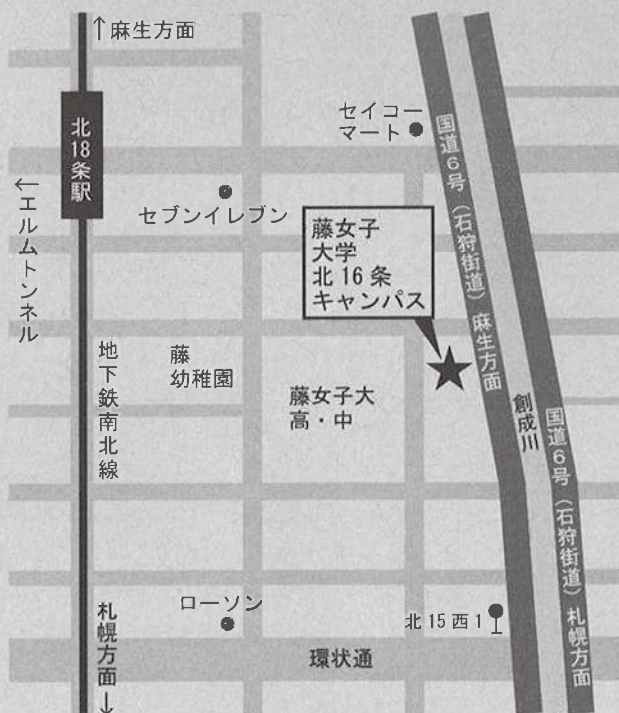 ↑麻生方面
セイコー
マート
北18条駅
国道6号（石狩街道）麻生方面
←エルムトンネル
セブンイレブン
藤女子
大学
北16条
キャンパス
地下鉄南北線
藤
幼稚園
藤女子大
高・中
創成川
国道6号（石狩街道）札幌方面
ローソン
札幌方面↓
北15西1
環状通